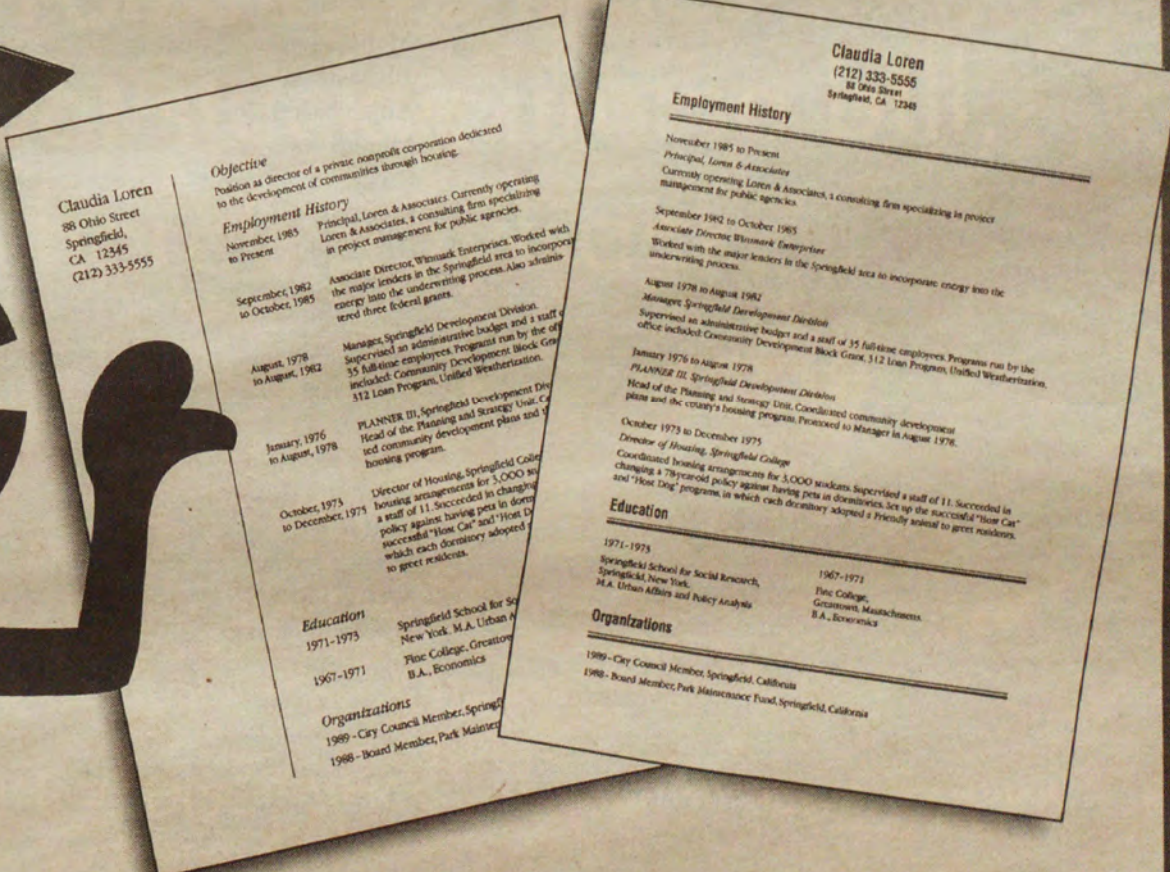 Claudia Loren
88 Ohio Street
Springfield,
CA 12345
(212) 333-5555
Objective
Position as director of a private nonprofit corporation dedicated
to the development of communities through housing.
Employment History
November, 1985
to Present
Principal, Loren & Associates. Currently operating
Loren & Associates, a consulting firm specializing
in project management for public agencies.
September, 1982
to October, 1985
Associate Director, Winmark Enterprises. Worked with
the major lenders in the Springfield area to incorpora
energy into the underwriting process. Also adminis-
tered three federal grants.
August, 1978
to August, 1982
Manager, Springfield Development Division.
Supervised an administrative budget and a staff
35 full-time employees. Programs run by the
included: Community Development Block
312 Loan Program, Unified Weatherization.
January, 1976
to August, 1978
PLANNER III, Springfield Development
Head of the Planning and Strategy Unit.
ted community development plans and
housing program.
October, 1973
to December, 1975
Director of Housing, Springfield
housing arrangements for 3,000
a staff of 11. Succeeded in changing
policy against having pets in
successful "Host Cat" and "Host
which each dormitory adopted
to greet residents.
Education
1971-1973
Springfield School for
New York. M.A. Urban
1967-1971
Fine College,
B.A., Economics
Organizations
1989 - City Council Member,
1988 - Board Member, Park
Claudia Loren
(212) 333-5555
88 Ohio Street
Springfield, CA 12345
Employment History
November 1985 to Present
Principal, Loren & Associates
Currently operating Loren & Associates, a consulting firm specializing in project
management for public agencies.
September 1982 to October 1985
Associate Director, Winmark Enterprises
Worked with the major lenders in the Springfield area to incorporate energy into the
underwriting process.
August 1978 to August 1982
Manager, Springfield Development Division
Supervised an administrative budget and a staff of 35 full-time employees. Programs run by the
office included: Community Development Block Grant, 312 Loan Program, Unified Weatherization.
January 1976 to August 1978
PLANNER III, Springfield Development Division
Head of the Planning and Strategy Unit. Coordinated community development
plans and the county's housing program. Promoted to Manager in August 1978.
October 1973 to December 1975
Director of Housing, Springfield College
Coordinated housing arrangements for 3,000 students. Supervised a staff of 11. Succeeded in
changing a 78-year-old policy against having pets in dormitories. Set up the successful "Host Cat"
and "Host Dog" programs, in which each dormitory adopted a Friendly animal to greet residents.
Education
1971-1973
Springfield School for Social Research,
Springfield, New York.
M.A. Urban Affairs and Policy Analysis
1967-1971
Fine College,
Greattown, Massachusetts.
B.A., Economics
Organizations
1989 - City Council Member, Springfield, California
1988 - Board Member, Park Maintenance Fund, Springfield, California